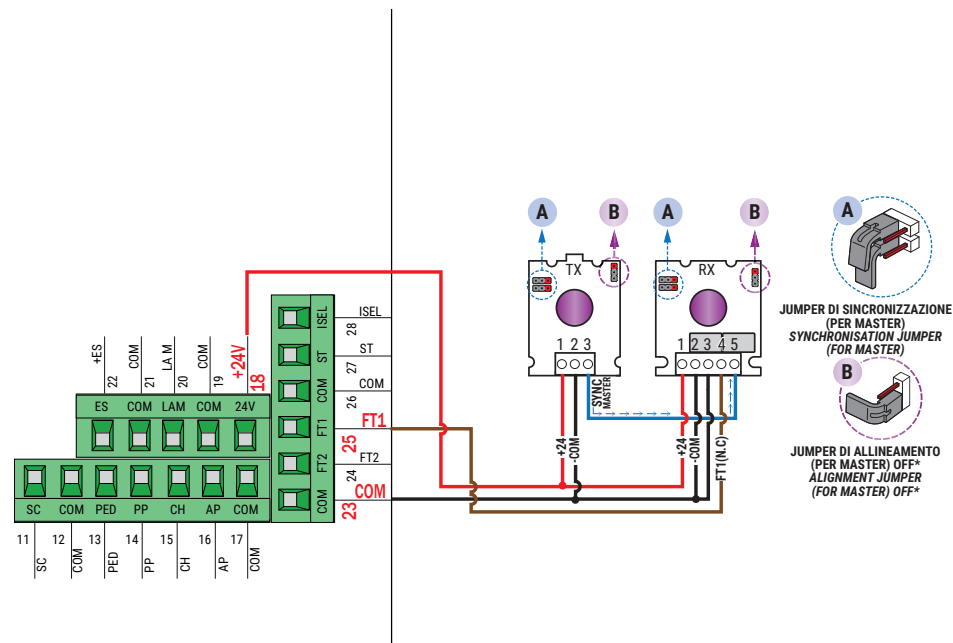 A
B
A
B
A
TX
RX
1 2 3
1 2 3 4 5
SYNC
MASTER
+24
-COM
+24
-COM
FT1(N.C)
JUMPER DI SINCRONIZZAZIONE
(PER MASTER)
SYNCHRONISATION JUMPER
(FOR MASTER)
B
JUMPER DI ALLINEAMENTO
(PER MASTER) OFF*
ALIGNMENT JUMPER
(FOR MASTER) OFF*
ISEL
ISEL
28
ST
ST
27
COM
COM
26
FT1
FT1
25
FT2
FT2
24
COM
COM
23
+ES
22
COM
21
LAM
20
COM
19
+24V
18
ES COM LAM COM 24V
SC COM PED PP CH AP COM
11
SC
12
COM
13
PED
14
PP
15
CH
16
AP
17
COM